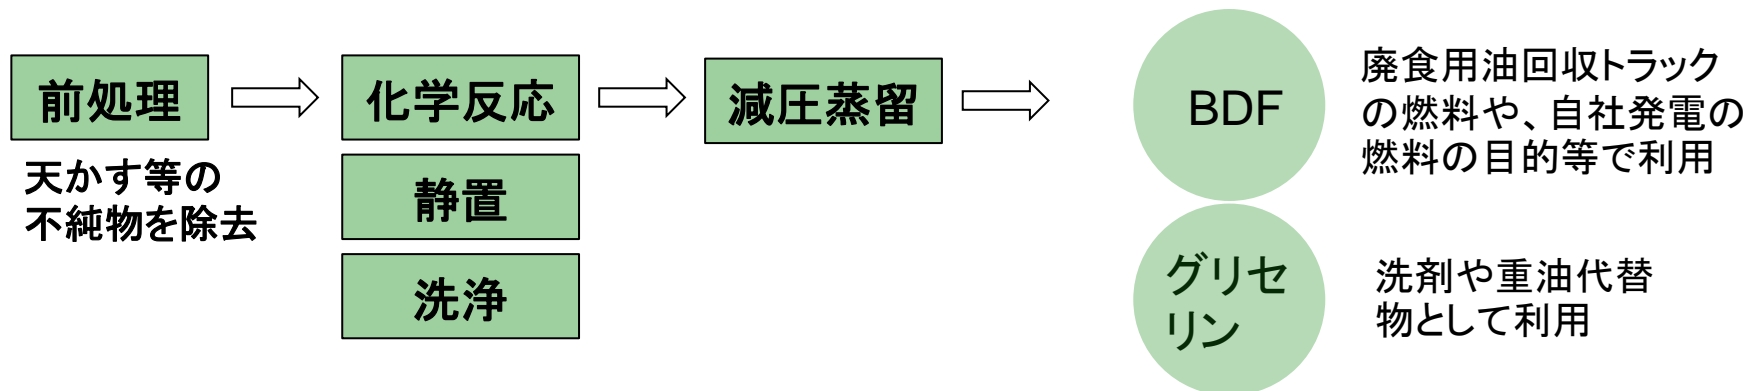 前処理
天かす等の
不純物を除去
化学反応
静置
洗浄
減圧蒸留
BDF
廃食用油回収トラック
の燃料や、自社発電の
燃料の目的等で利用
グリセ
リン
洗剤や重油代替
物として利用